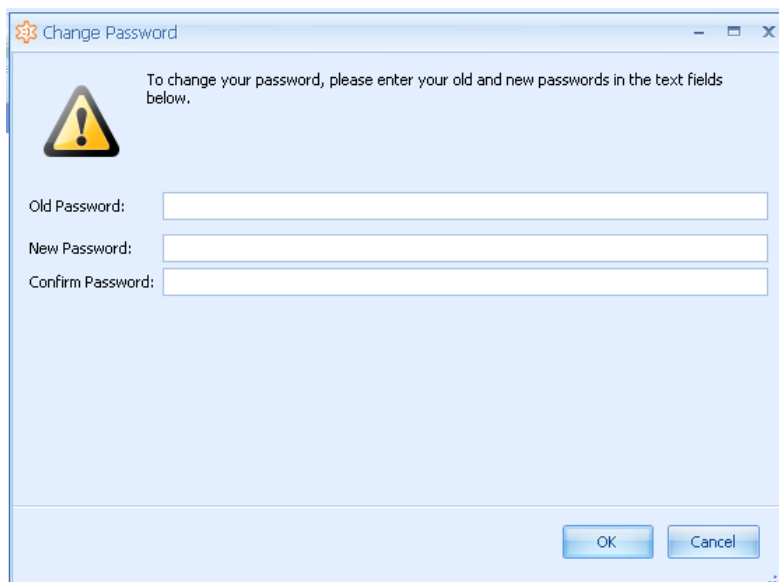 Change Password
To change your password, please enter your old and new passwords in the text fields
below.
Old Password:
New Password:
Confirm Password:
OK
Cancel